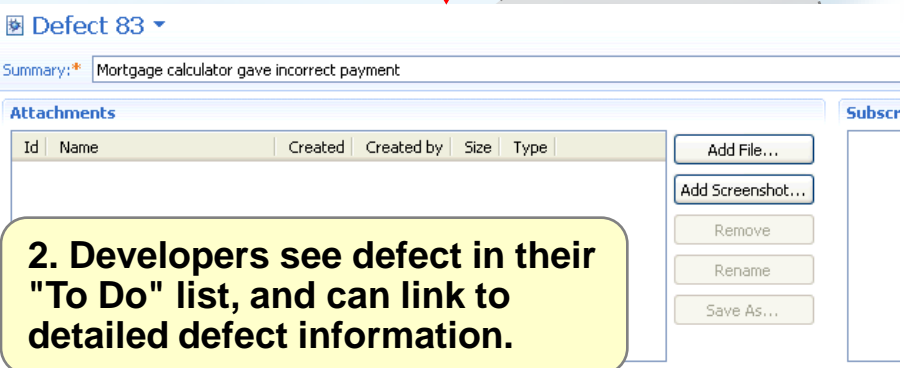 Defect 83
Summary:* Mortgage calculator gave incorrect payment
Attachments
Subscr
Id Name Created Created by Size Type
Add File...
Add Screenshot...
Remove
Rename
Save As...
2. Developers see defect in their
"To Do" list, and can link to
detailed defect information.